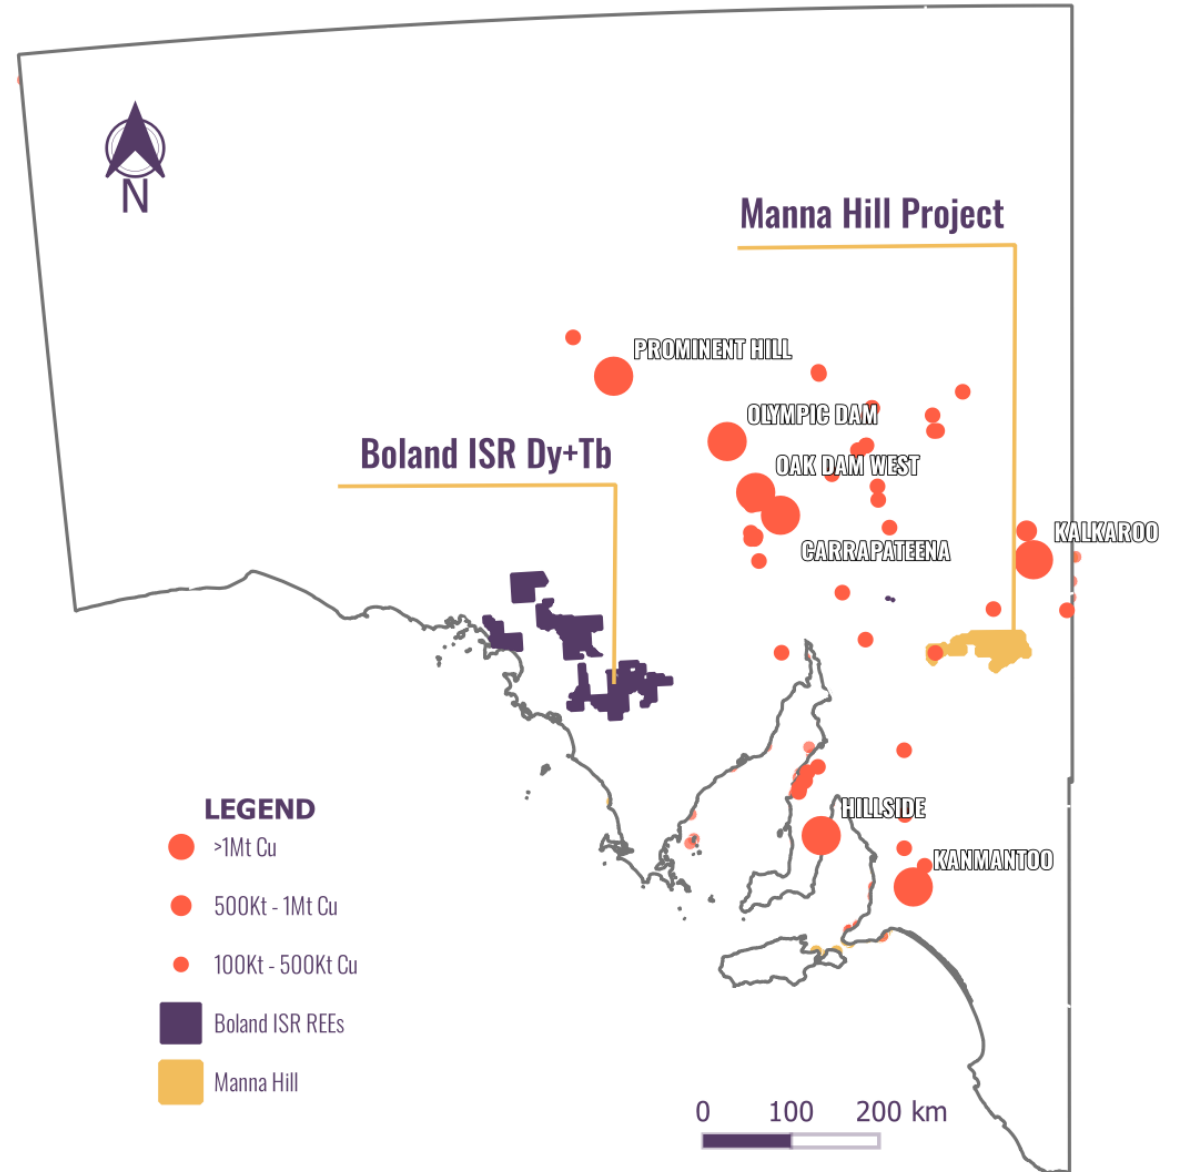 N
Manna Hill Project
PROMINENT HILL
OLYMPIC DAM
Boland ISR Dy+Tb
OAK DAM WEST
KALKAROO
CARRAPATEENA
LEGEND
>1Mt Cu
500Kt - 1Mt Cu
100Kt - 500Kt Cu
Boland ISR REEs
Manna Hill
HILLSIDE
KANMANTOO
0 100 200 km